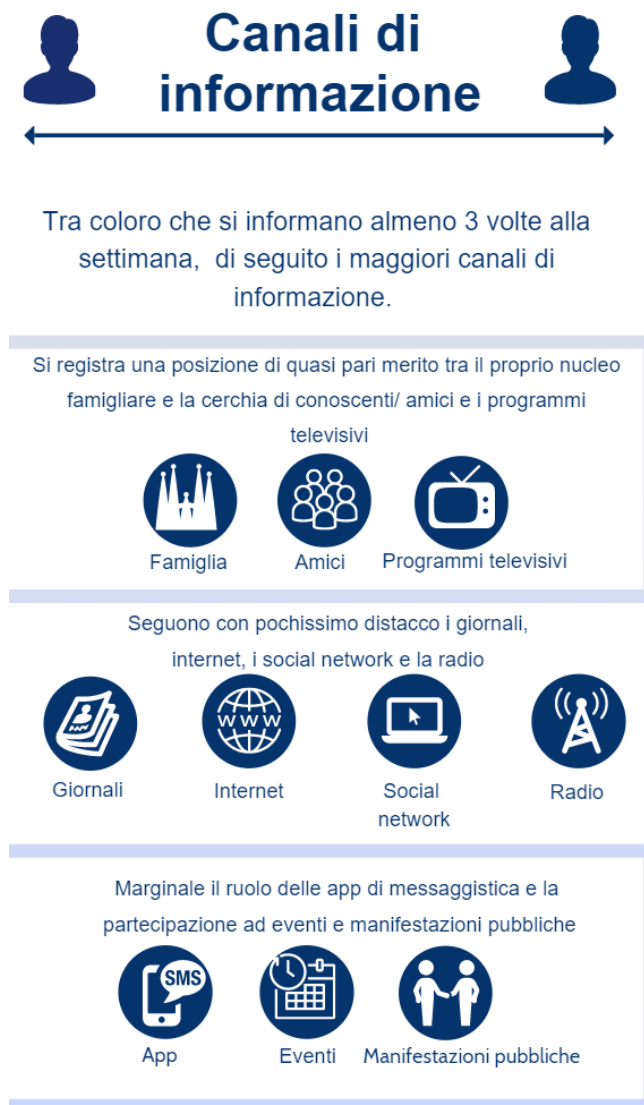 Canali di
informazione
Tra coloro che si informano almeno 3 volte alla
settimana, di seguito i maggiori canali di
informazione.
Si registra una posizione di quasi pari merito tra il proprio nucleo
famigliare e la cerchia di conoscenti/ amici e i programmi
televisivi
Famiglia
Amici
Programmi televisivi
Seguono con pochissimo distacco i giornali,
internet, i social network e la radio
WWW
Giornali
Internet
Social
network
Radio
Marginale il ruolo delle app di messaggistica e la
partecipazione ad eventi e manifestazioni pubbliche
SMS
App
Eventi
Manifestazioni pubbliche